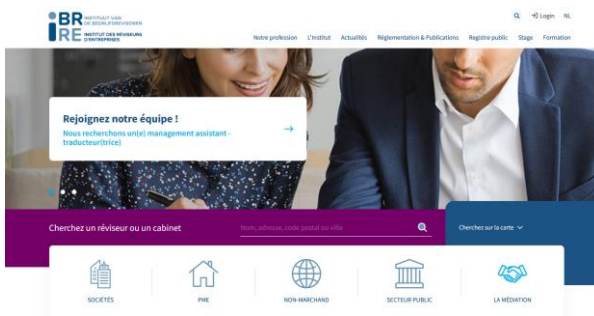 IBR INSTITUUT VAN
DE BEDRIJFSREVISOREN
IRE INSTITUT DES RÉVISEURS
D'ENTREPRISES
Login NL
Notre profession L'Institut Actualités Réglementation & Publications Registre public Stage Formation
Rejoignez notre équipe !
Nous recherchons un(e) management assistant -
traducteur(trice)
Cherchez un réviseur ou un cabinet
Nom, adresse, code postal ou ville
Cherchez sur la carte
SOCIÉTÉS
PME
NON-MARCHAND
SECTEUR PUBLIC
LA MÉDIATION